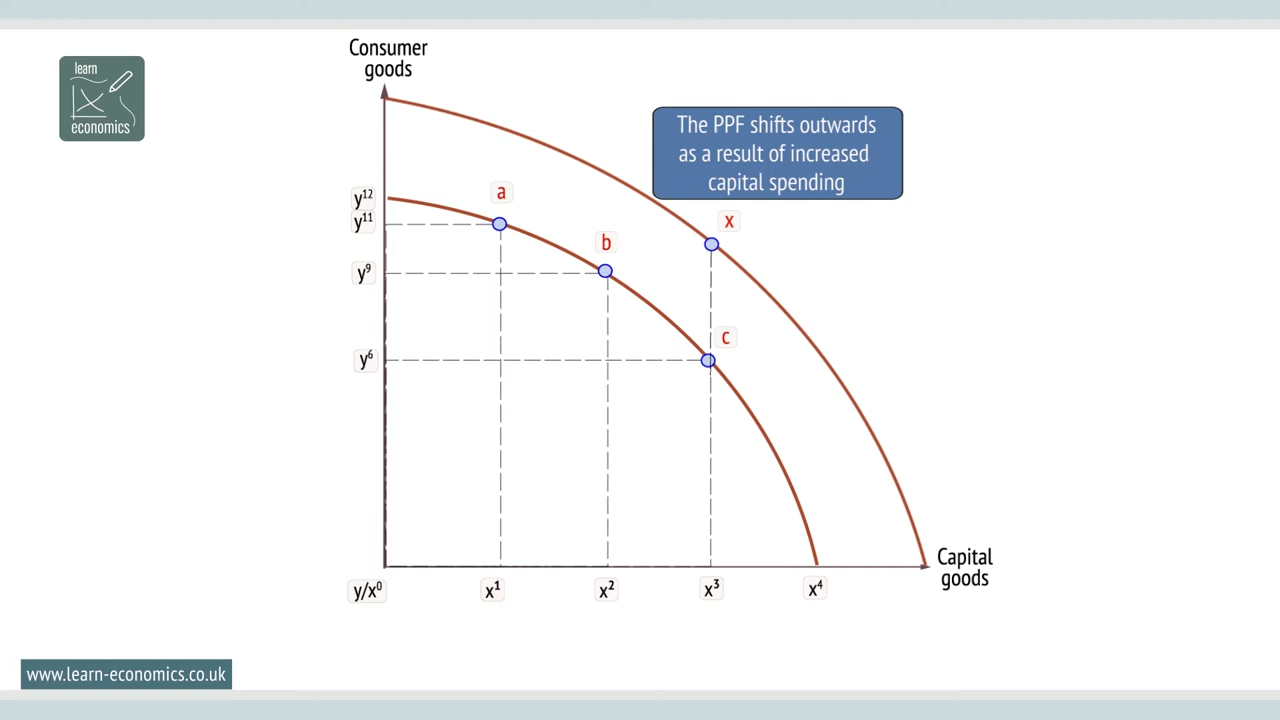 learn
economics
Consumer
goods
The PPF shifts outwards
as a result of increased
capital spending
a
y¹²
y¹¹
x
b
y⁹
c
y⁶
Capital
goods
y/x⁰
x¹
x²
x³
x⁴
www.learn-economics.co.uk